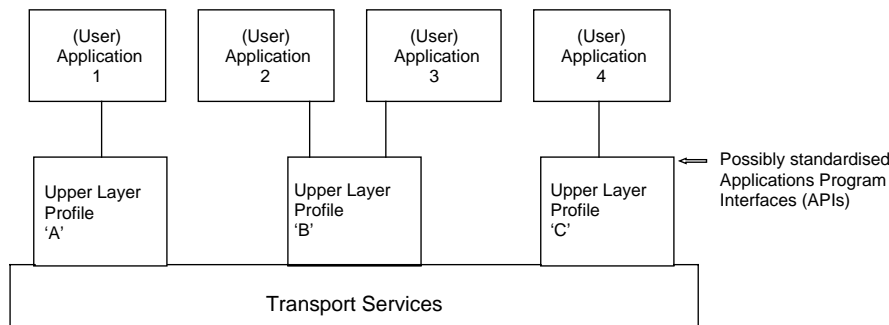 (User)
Application
1
(User)
Application
2
(User)
Application
3
(User)
Application
4
Upper Layer
Profile
‘A’
Upper Layer
Profile
‘B’
Upper Layer
Profile
‘C’
Possibly standardised
Applications Program
Interfaces (APIs)
Transport Services